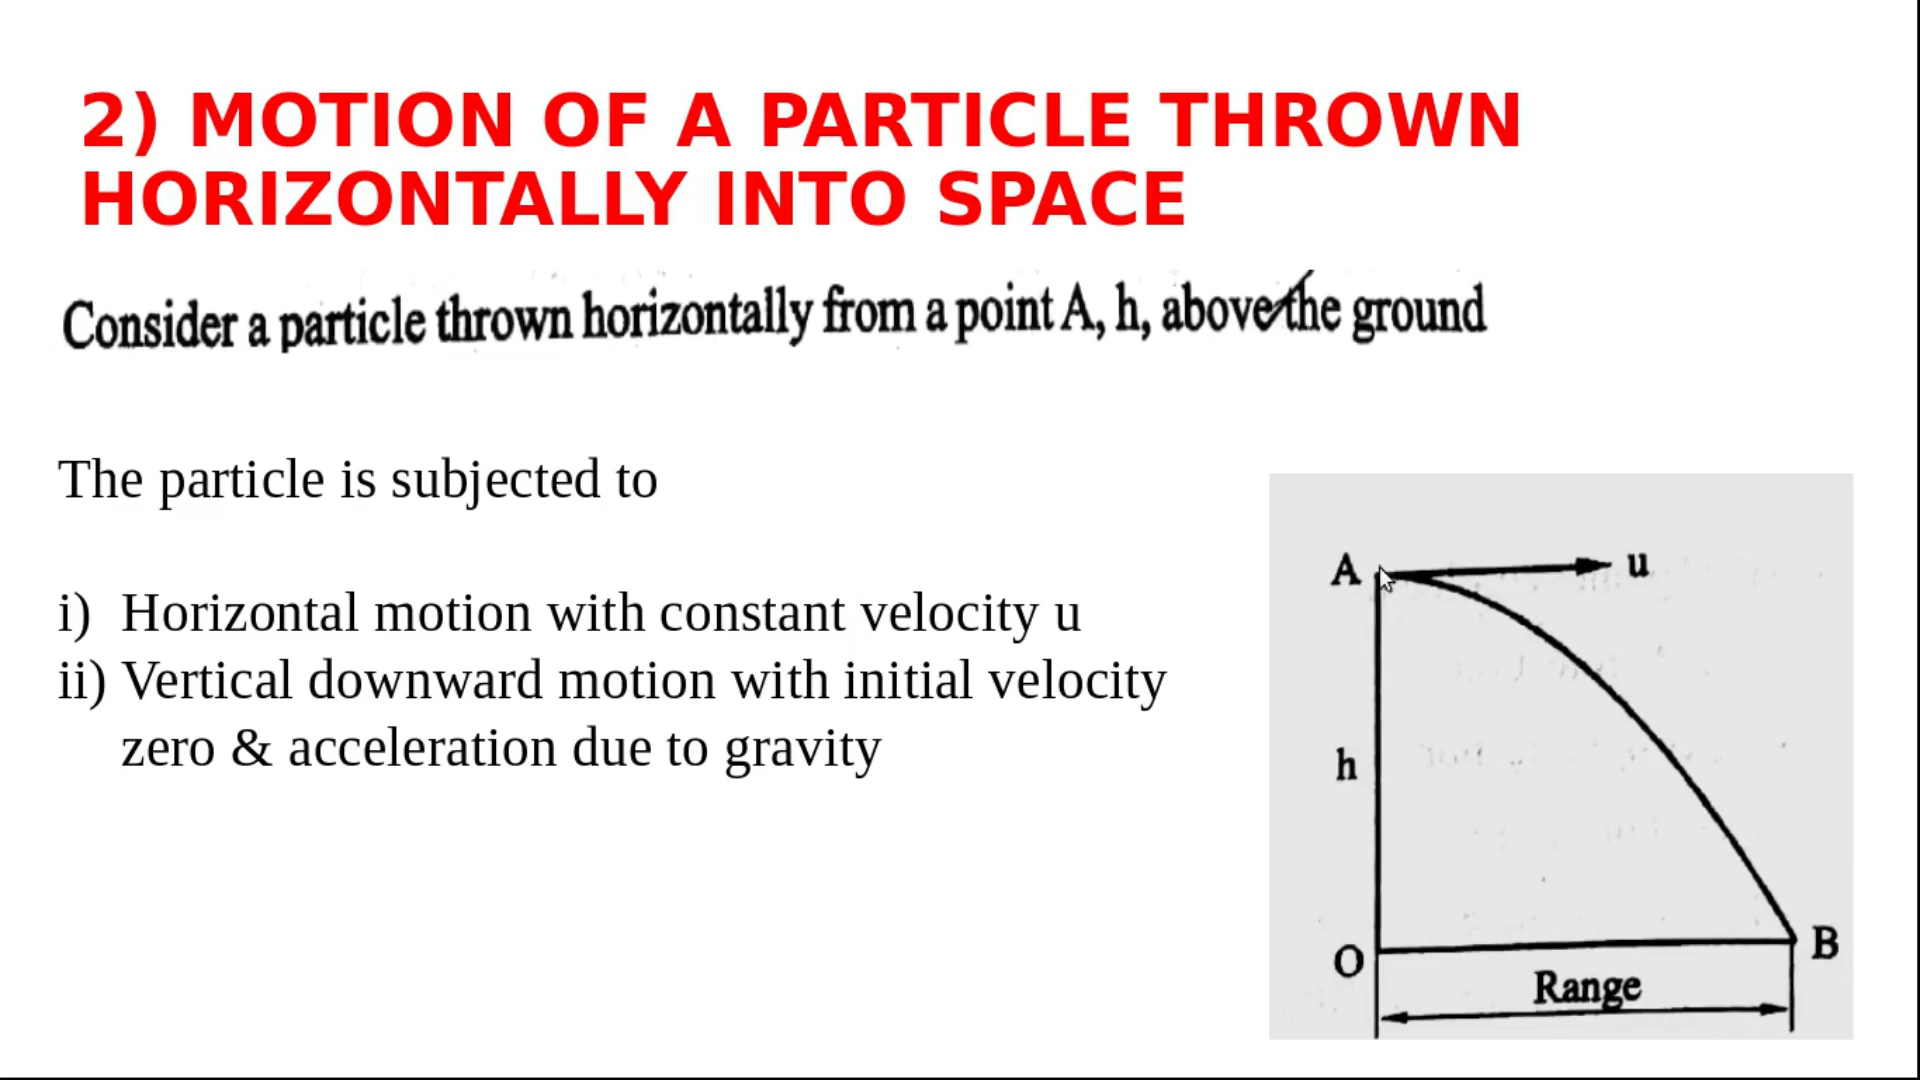 2) MOTION OF A PARTICLE THROWN
HORIZONTALLY INTO SPACE
Consider a particle thrown horizontally from a point A, h, above the ground
The particle is subjected to
i) Horizontal motion with constant velocity u
ii) Vertical downward motion with initial velocity
zero & acceleration due to gravity
A
u
h
O
B
Range